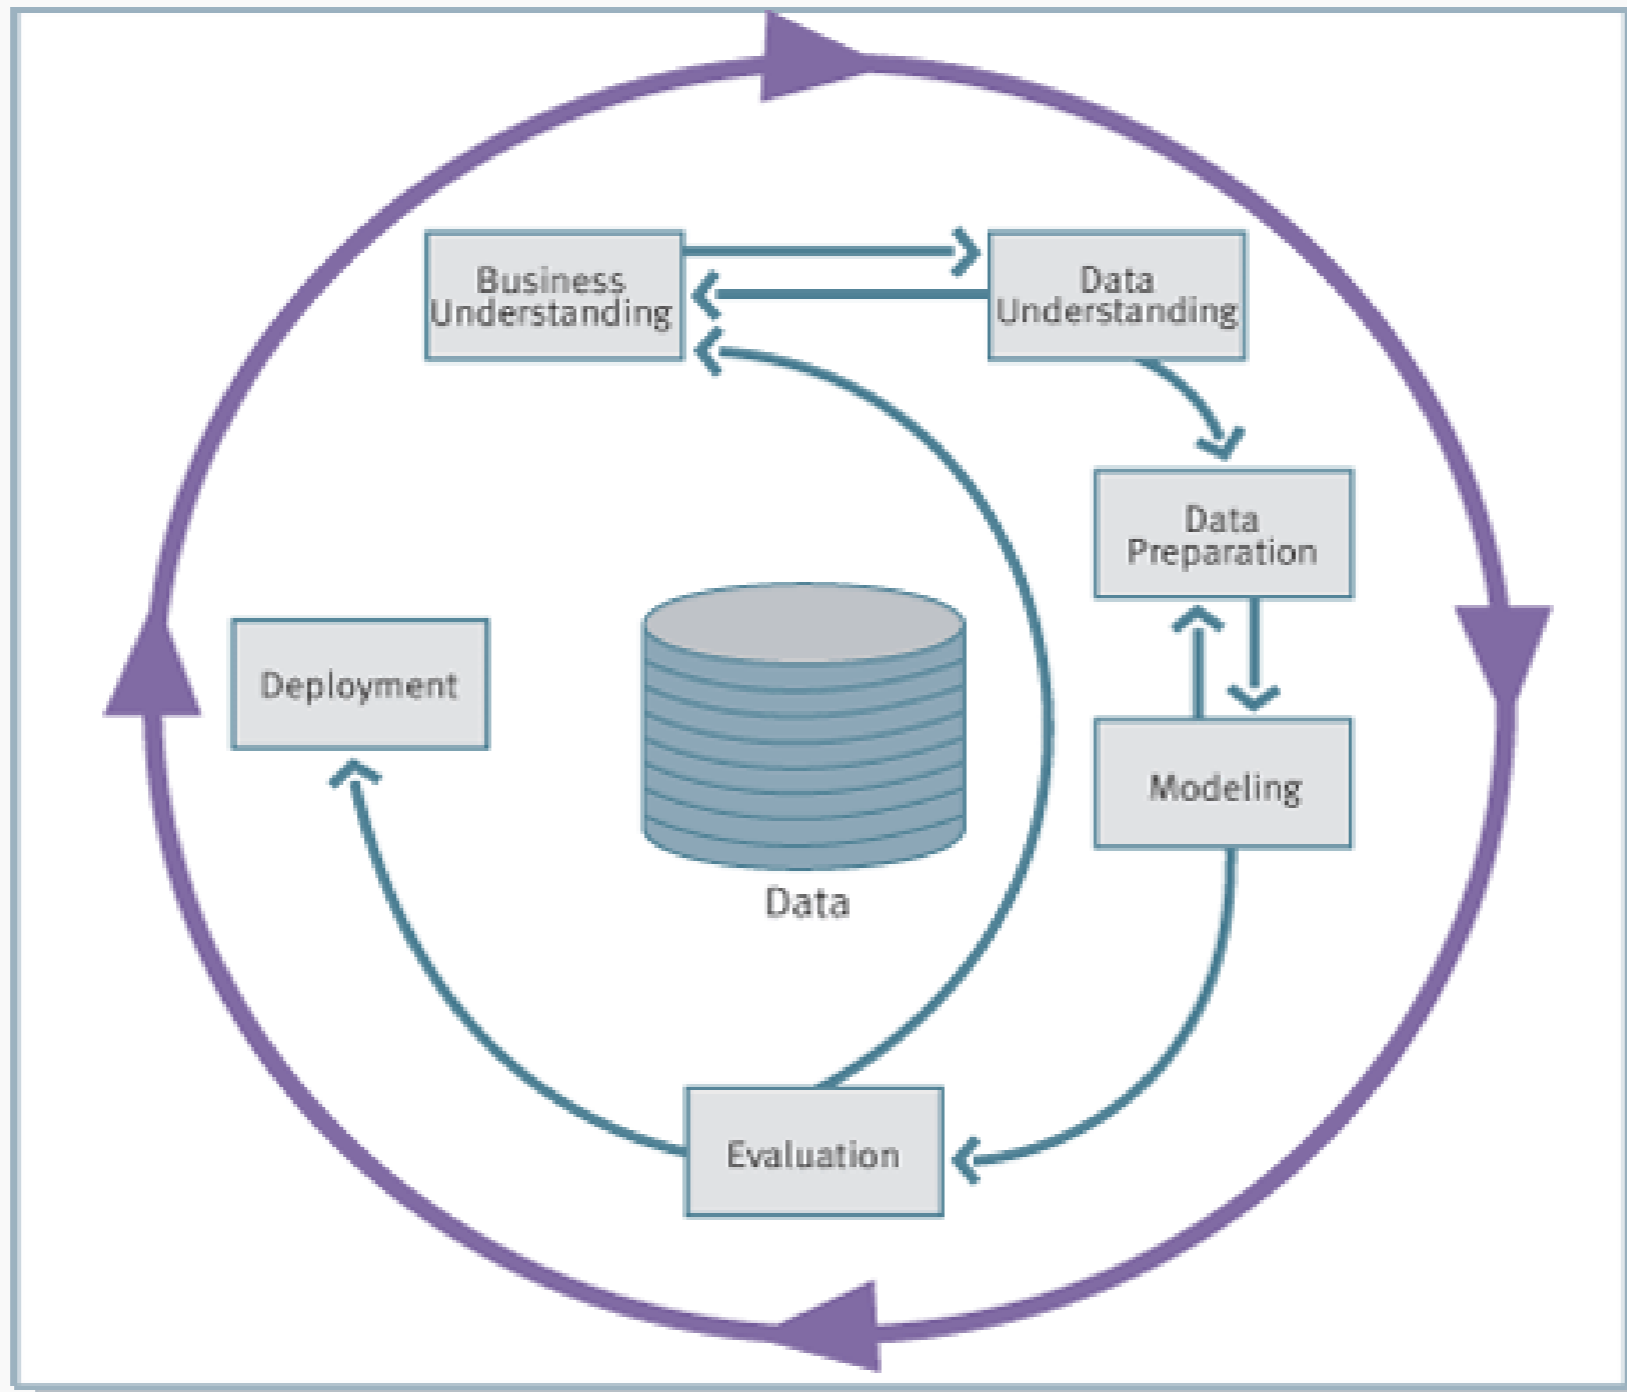 Business
Understanding
Data
Understanding
Data
Preparation
Deployment
Modeling
Data
Evaluation